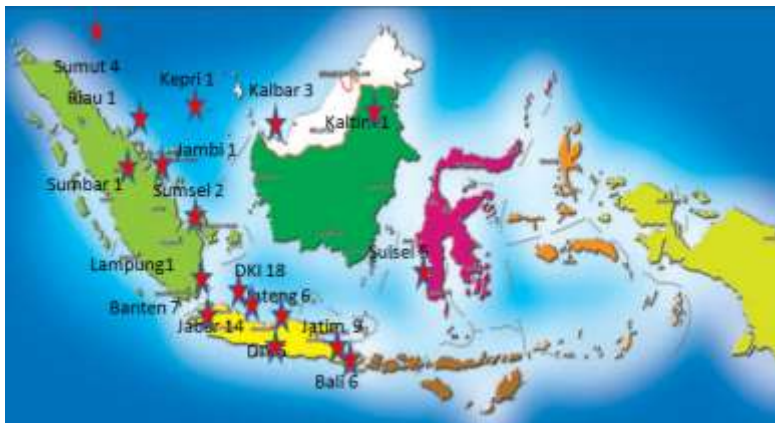 Sumut 4
Kepri 1
Riau 1
Kalbar 3
Kaltim 1
Jambi 1
Sumbar 1
Sumsel 2
Sulsel 5
Lampung1
DKI 18
Jateng 6
Banten 7
Jabar 14
Jatim 9
Bali 6